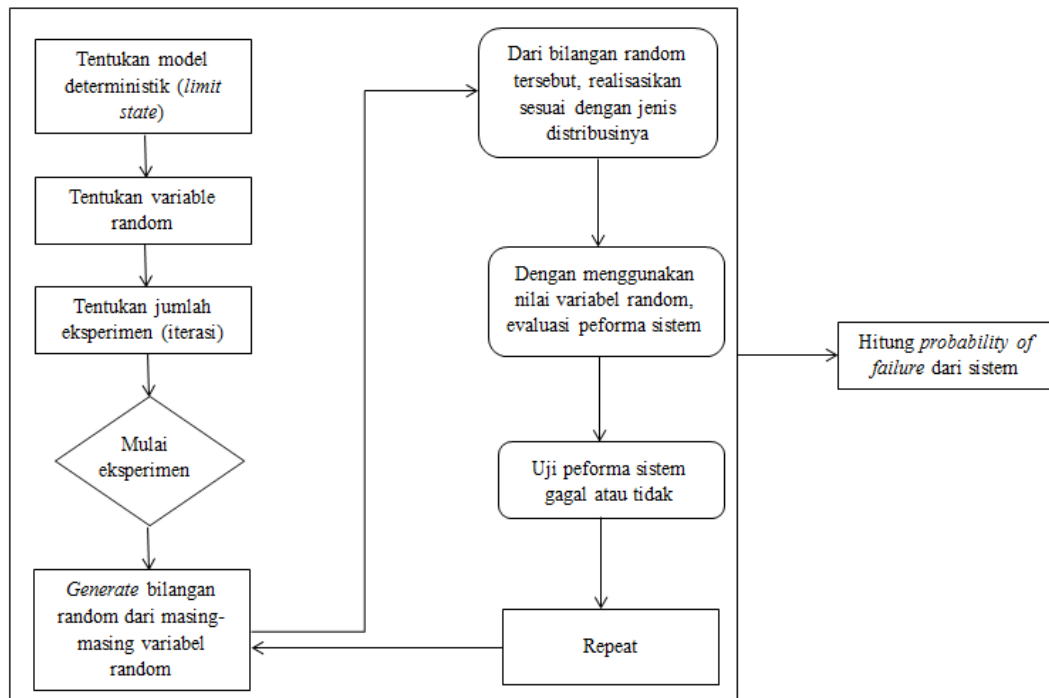 Tentukan model
deterministik (limit
state)
Tentukan variable
random
Tentukan jumlah
eksperimen (iterasi)
Mulai
eksperimen
Generate bilangan
random dari masing-
masing variabel
random
Dari bilangan random
tersebut, realisasikan
sesuai dengan jenis
distribusinya
Dengan menggunakan
nilai variabel random,
evaluasi peforma sistem
Uji peforma sistem
gagal atau tidak
Repeat
Hitung probability of
failure dari sistem